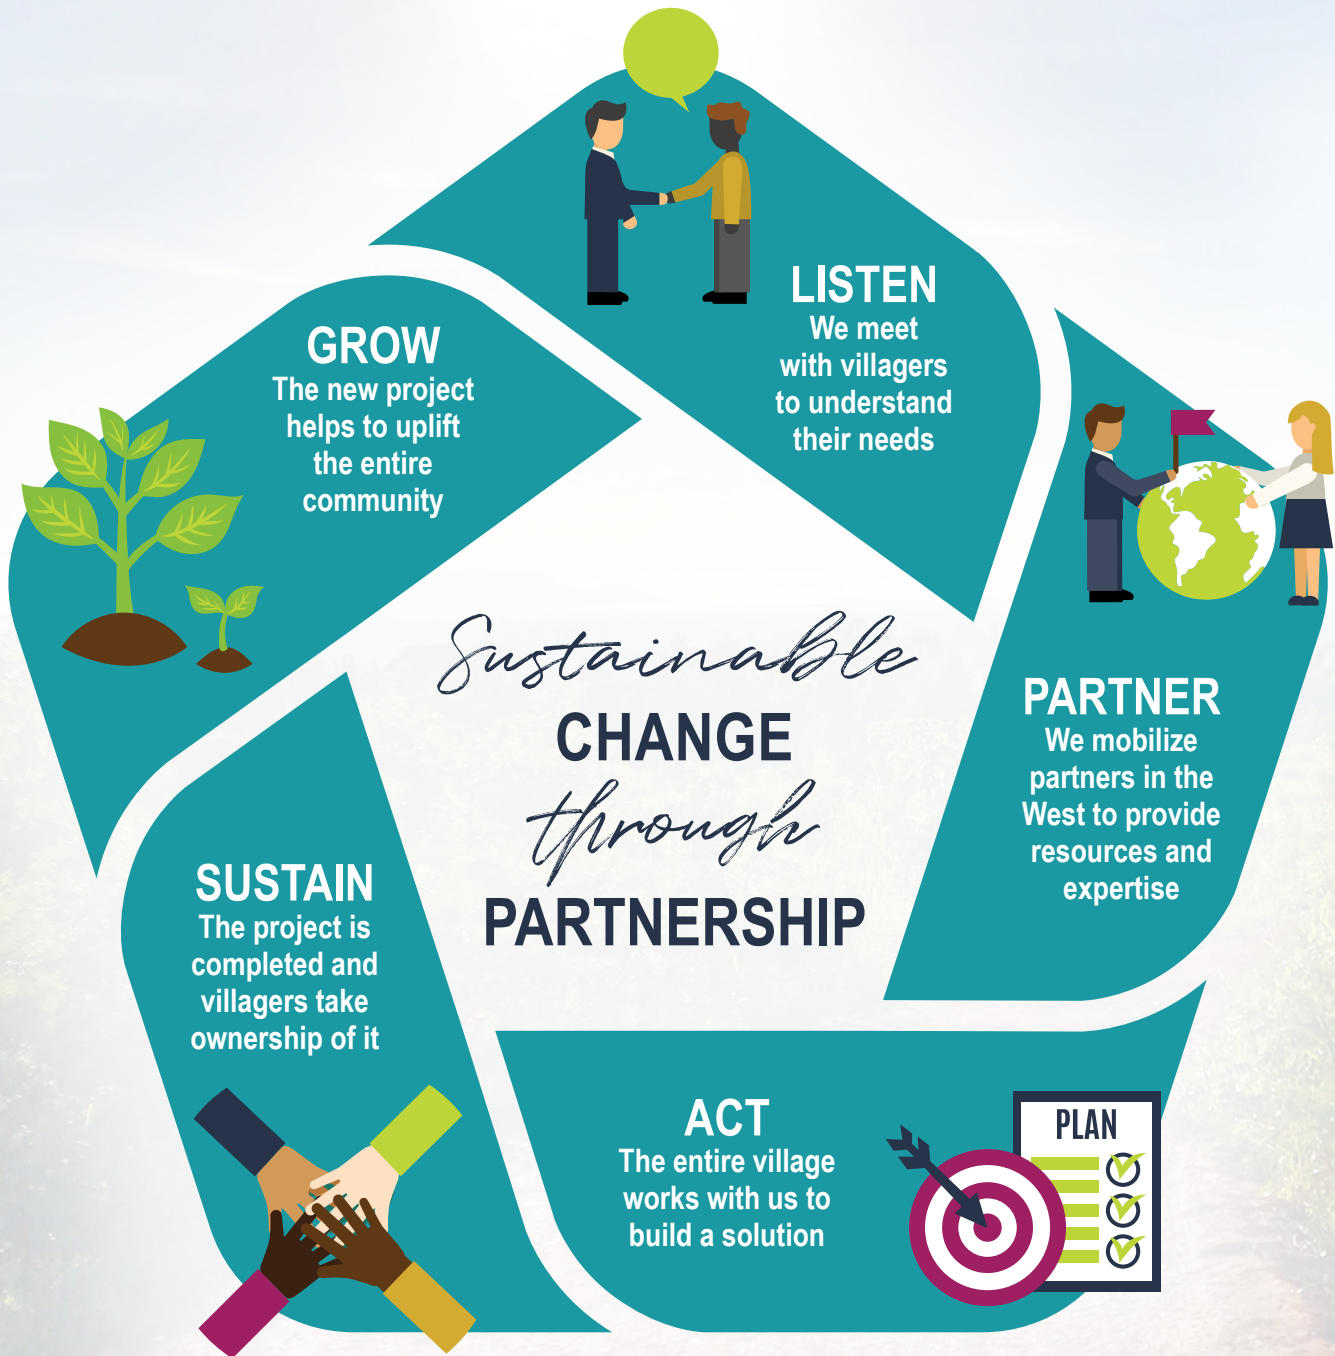 LISTEN
We meet
with villagers
to understand
their needs
PARTNER
We mobilize
partners in the
West to provide
resources and
expertise
ACT
The entire village
works with us to
build a solution
PLAN
SUSTAIN
The project is
completed and
villagers take
ownership of it
GROW
The new project
helps to uplift
the entire
community
Sustainable
CHANGE
through
PARTNERSHIP